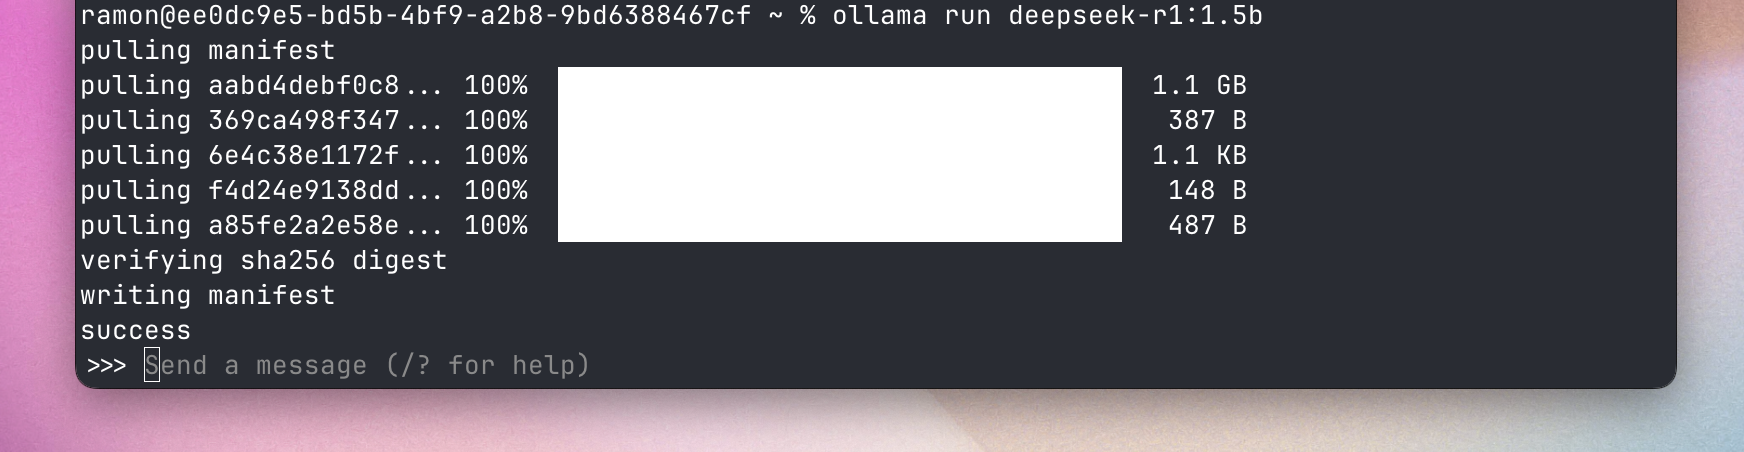 ramon@ee0dc9e5-bd5b-4bf9-a2b8-9bd6388467cf ~ % ollama run deepseek-r1:1.5b
pulling manifest
pulling aabd4debf0c8... 100% 1.1 GB
pulling 369ca498f347... 100% 387 B
pulling 6e4c38e1172f... 100% 1.1 KB
pulling f4d24e9138dd... 100% 148 B
pulling a85fe2a2e58e... 100% 487 B
verifying sha256 digest
writing manifest
success
>>> Send a message (/? for help)